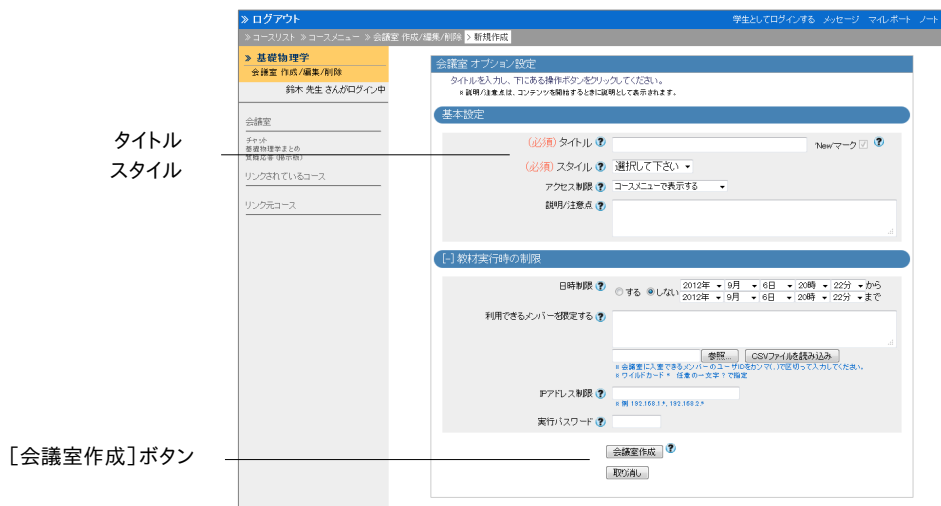 » ログアウト
学生としてログインする メッセージ マイレポート ノート
» コースリスト » コースメニュー » 会議室 作成/編集/削除 > 新規作成
» 基礎物理学
会議室 作成/編集/削除
鈴木 先生 さんがログイン中
会議室
チャット
基礎物理学まとめ
質問応答 (掲示板)
リンクされているコース
リンク元コース
タイトル
スタイル
[会議室作成]ボタン
会議室 オプション設定
タイトルを入力し、下にある操作ボタンをクリックしてください。
※ 説明/注意点は、コンテンツを開始するときに説明として表示されます。
基本設定
(必須) タイトル ?
'New'マーク ?
(必須) スタイル ? 選択して下さい
アクセス制限 ? コースメニューで表示する
説明/注意点 ?
[-] 教材実行時の制限
日時制限 ? する しない 2012年 9月 6日 20時 22分 から
2012年 9月 6日 20時 22分 まで
利用できるメンバーを限定する ?
参照... CSVファイルを読み込み
※ 会議室に入室できるメンバーのユーザIDをカンマ(,)で区切って入力してください。
※ ワイルドカード * 任意の一文字 ? で指定
IPアドレス制限 ?
※ 例 192.168.1.*, 192.168.2.*
実行パスワード ?
会議室作成 ?
取り消し